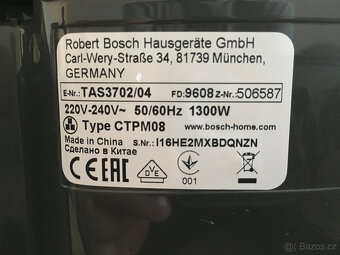 Robert Bosch Hausgeräte GmbH
Carl-Wery-Straße 34, 81739 München,
GERMANY
E-Nr.: TAS3702/04 FD: 9608 Z-Nr.: 506587
220V-240V~ 50/60Hz 1300W
Type CTPM08 www.bosch-home.com
Made in China S.Nr.: I16HE2MXBDQNZN
Сделано в Китае
CE EAC 001
bazos.cz